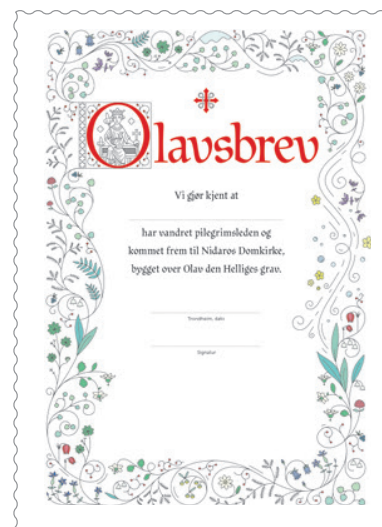 Olavsbrev
Vi gjør kjent at
har vandret pilegrimsleden og
kommet frem til Nidaros Domkirke,
bygget over Olav den Helliges grav.
Trondheim, dato
Signatur